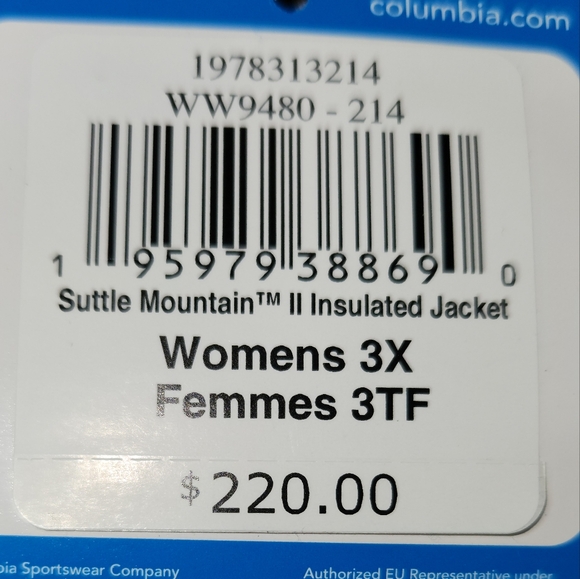 columbia.com
1978313214
WW9480 - 214
1 95979 38869 0
Suttle Mountain™ II Insulated Jacket
Womens 3X
Femmes 3TF
$220.00
bia Sportswear Company
Authorized EU Representative under